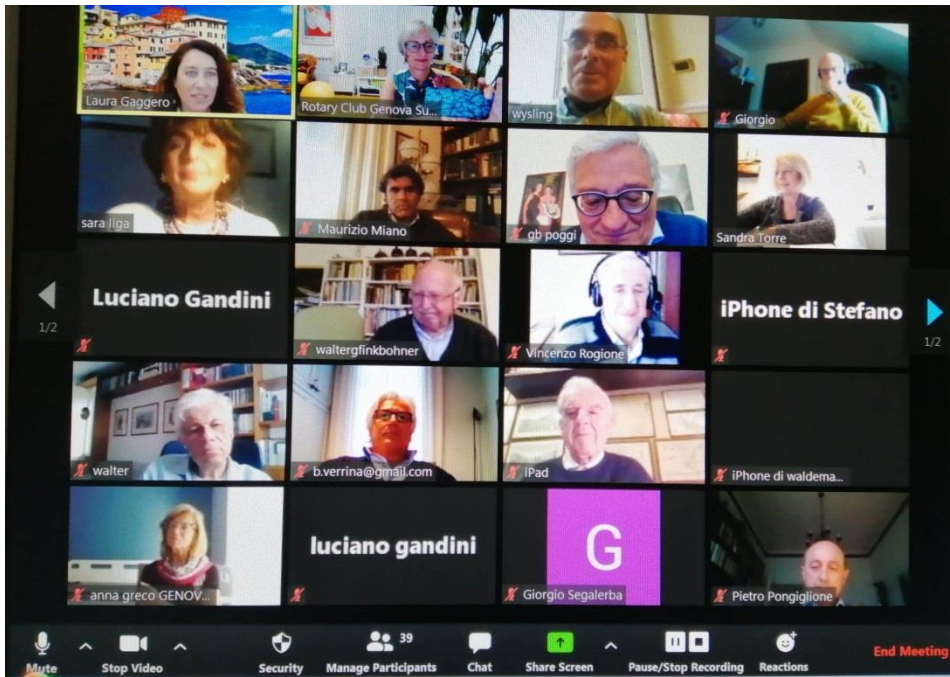 Laura Gaggero
Rotary Club Genova Su...
wysling
Giorgio
sara liga
Maurizio Miano
gb poggi
Sandra Torre
Luciano Gandini
waltergfinkbohner
Vincenzo Rogione
iPhone di Stefano
1/2
1/2
walter
b.verrina@gmail.com
iPad
iPhone di waldema...
anna greco GENOV...
luciano gandini
G
Giorgio Segalerba
Pietro Pongiglione
39
Mute
Stop Video
Security
Manage Participants
Chat
Share Screen
Pause/Stop Recording
Reactions
End Meeting